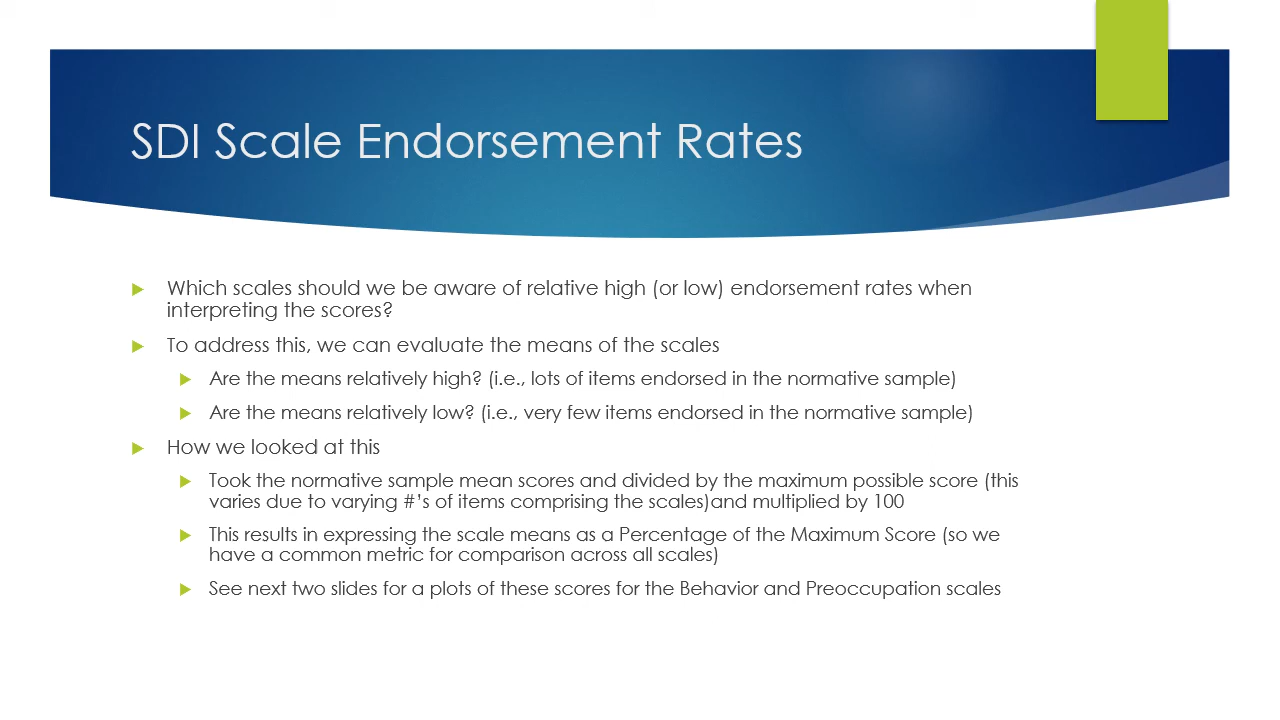 SDI Scale Endorsement Rates
Which scales should we be aware of relative high (or low) endorsement rates when
interpreting the scores?
To address this, we can evaluate the means of the scales
Are the means relatively high? (i.e., lots of items endorsed in the normative sample)
Are the means relatively low? (i.e., very few items endorsed in the normative sample)
How we looked at this
Took the normative sample mean scores and divided by the maximum possible score (this
varies due to varying #'s of items comprising the scales)and multiplied by 100
This results in expressing the scale means as a Percentage of the Maximum Score (so we
have a common metric for comparison across all scales)
See next two slides for a plots of these scores for the Behavior and Preoccupation scales